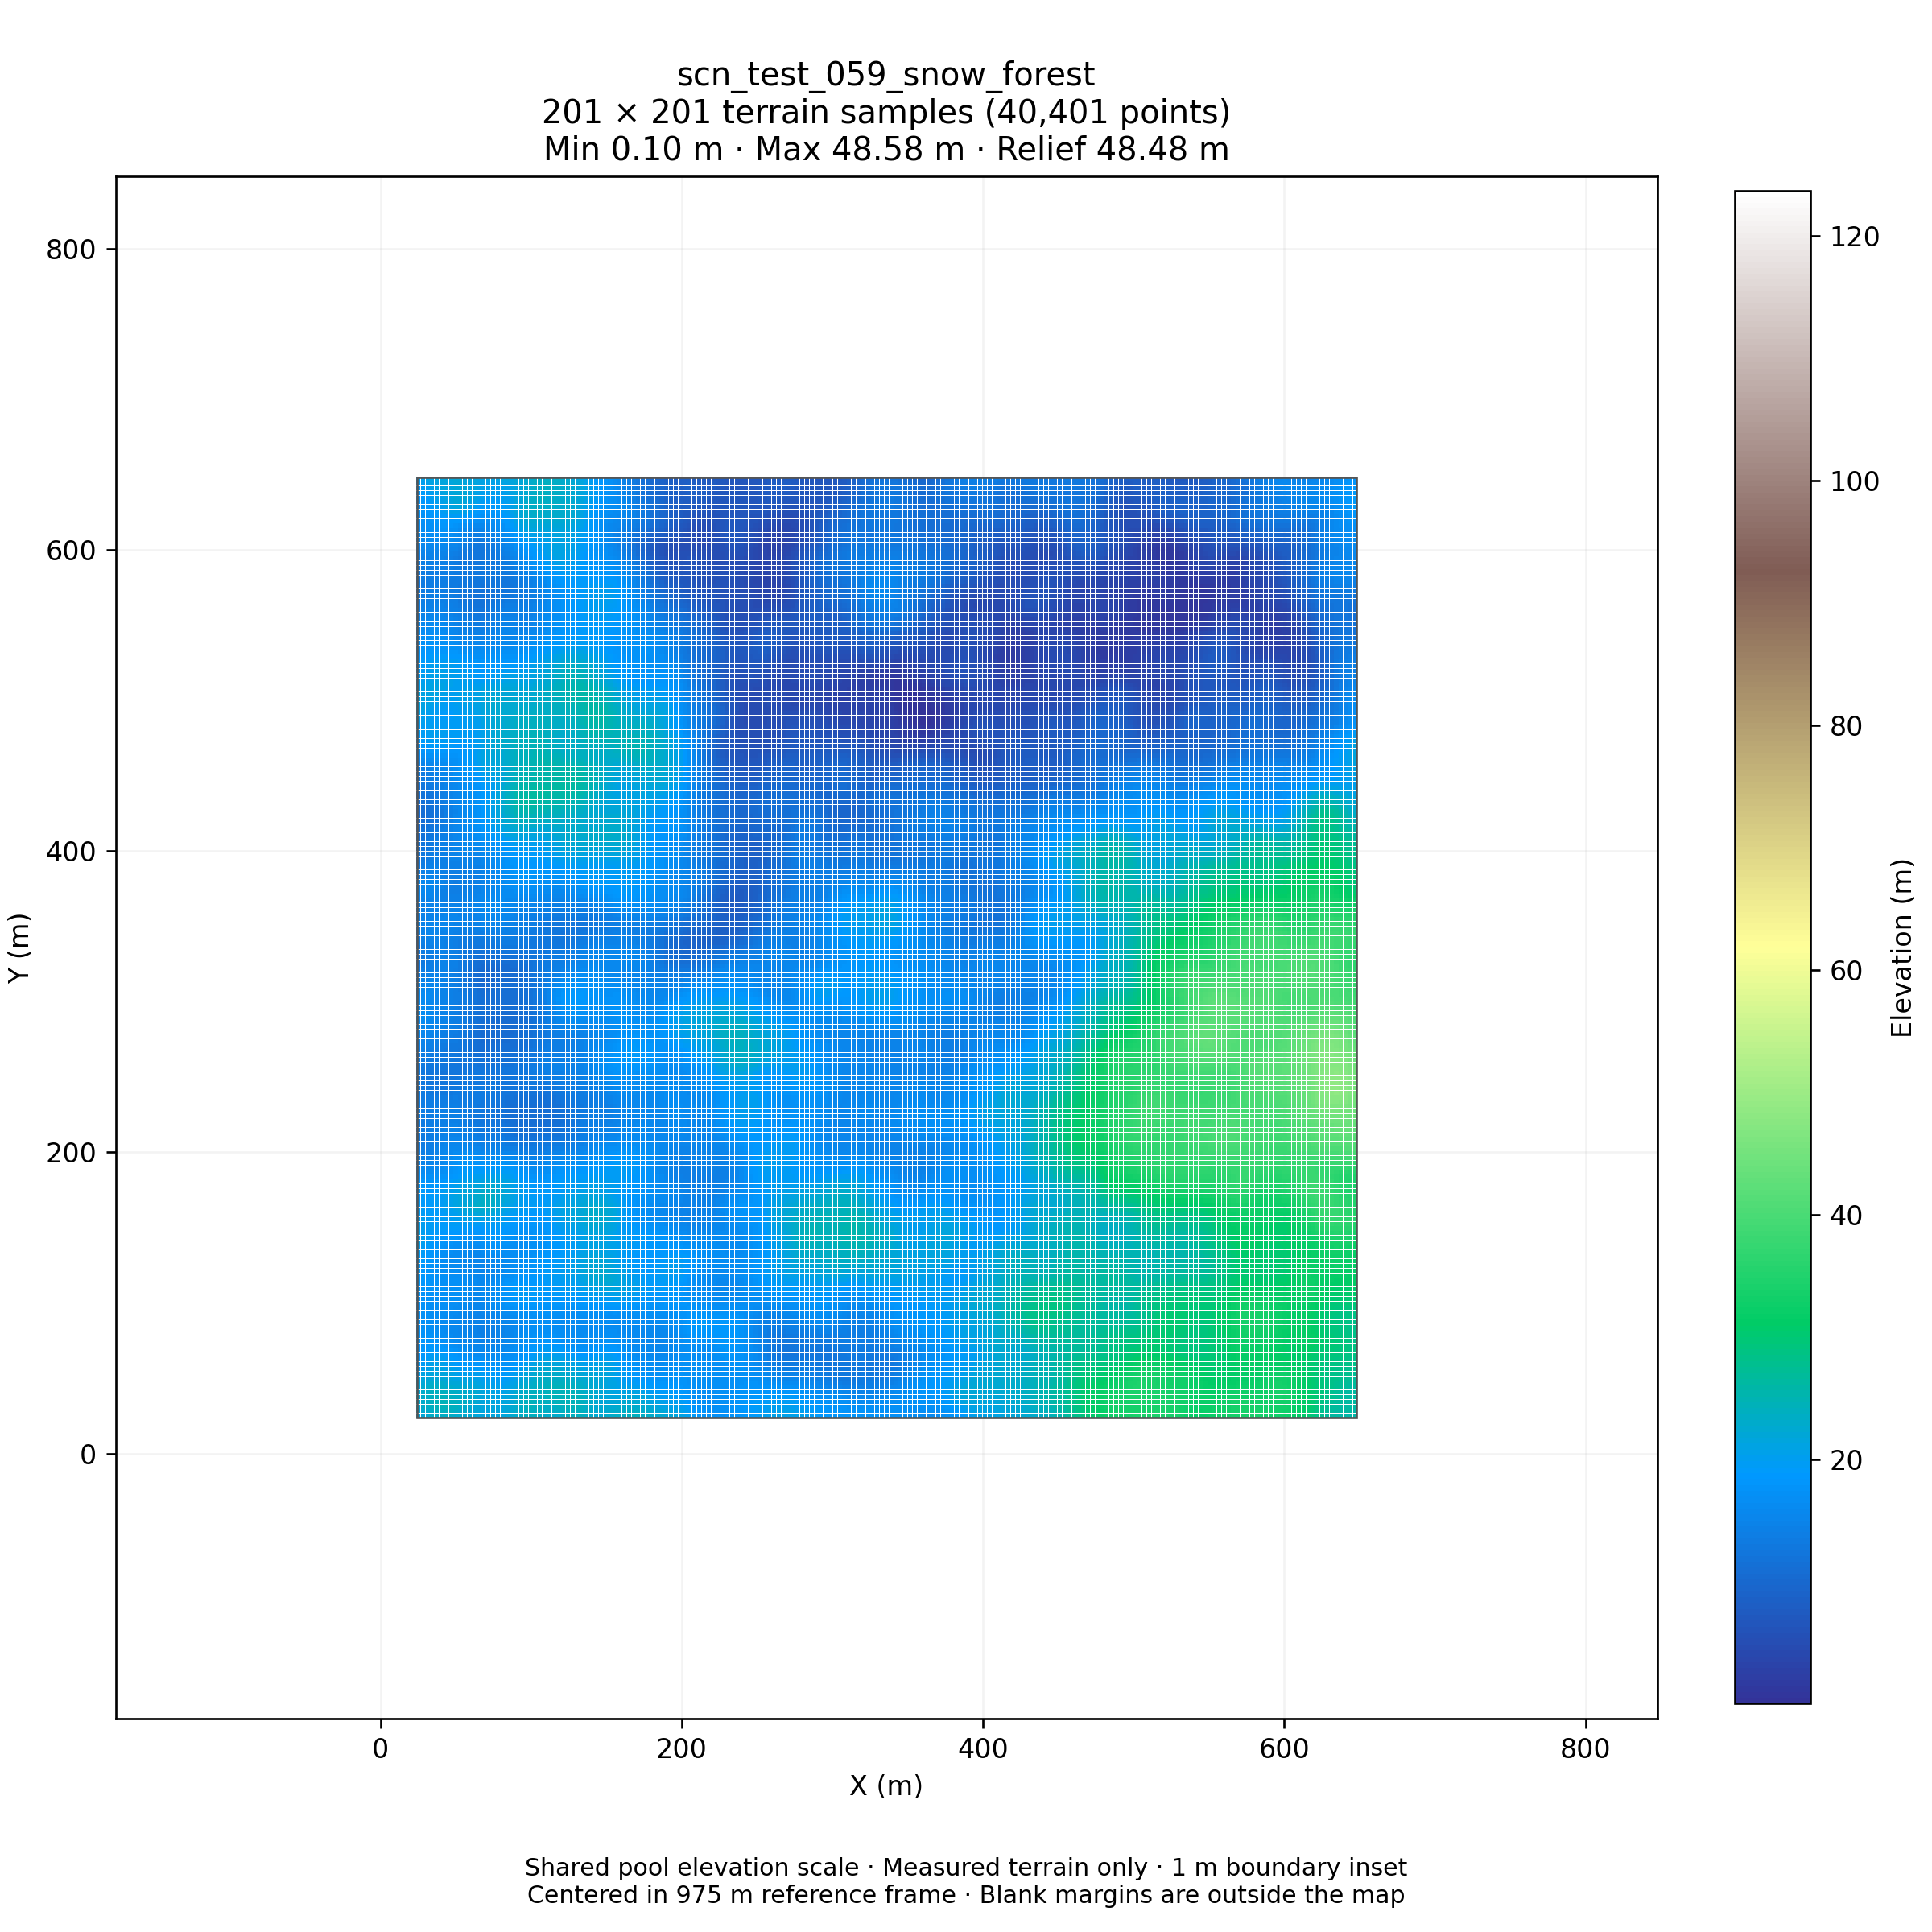 scn_test_059_snow_forest
201 × 201 terrain samples (40,401 points)
Min 0.10 m · Max 48.58 m · Relief 48.48 m
800
600
400
200
0
Y (m)
0
200
400
600
800
X (m)
120
100
80
60
40
20
Elevation (m)
Shared pool elevation scale · Measured terrain only · 1 m boundary inset
Centered in 975 m reference frame · Blank margins are outside the map